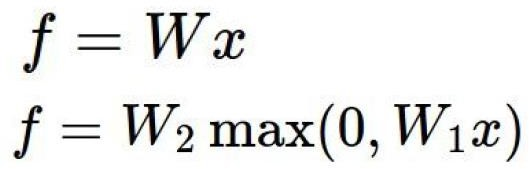 f = Wx
f = W₂ max(0, W₁x)